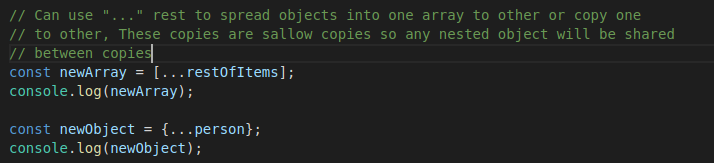 // Can use "..." rest to spread objects into one array to other or copy one
// to other, These copies are sallow copies so any nested object will be shared
// between copies
const newArray = [...restOfItems];
console.log(newArray);

const newObject = {...person};
console.log(newObject);